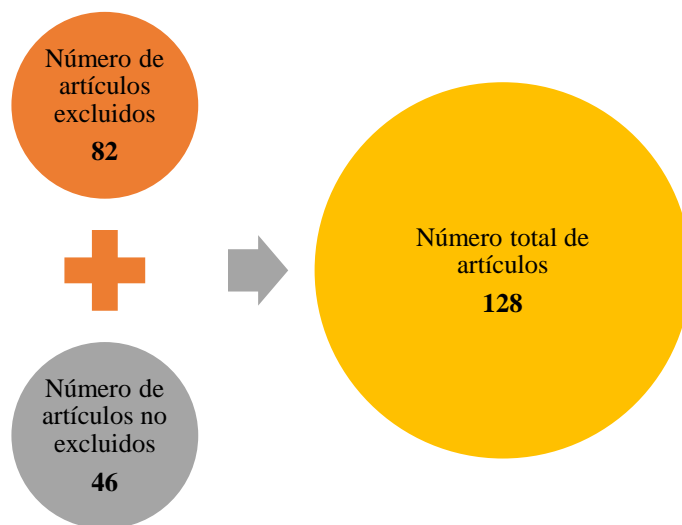 Número de
artículos
excluidos
82
Número de
artículos no
excluidos
46
Número total de
artículos
128